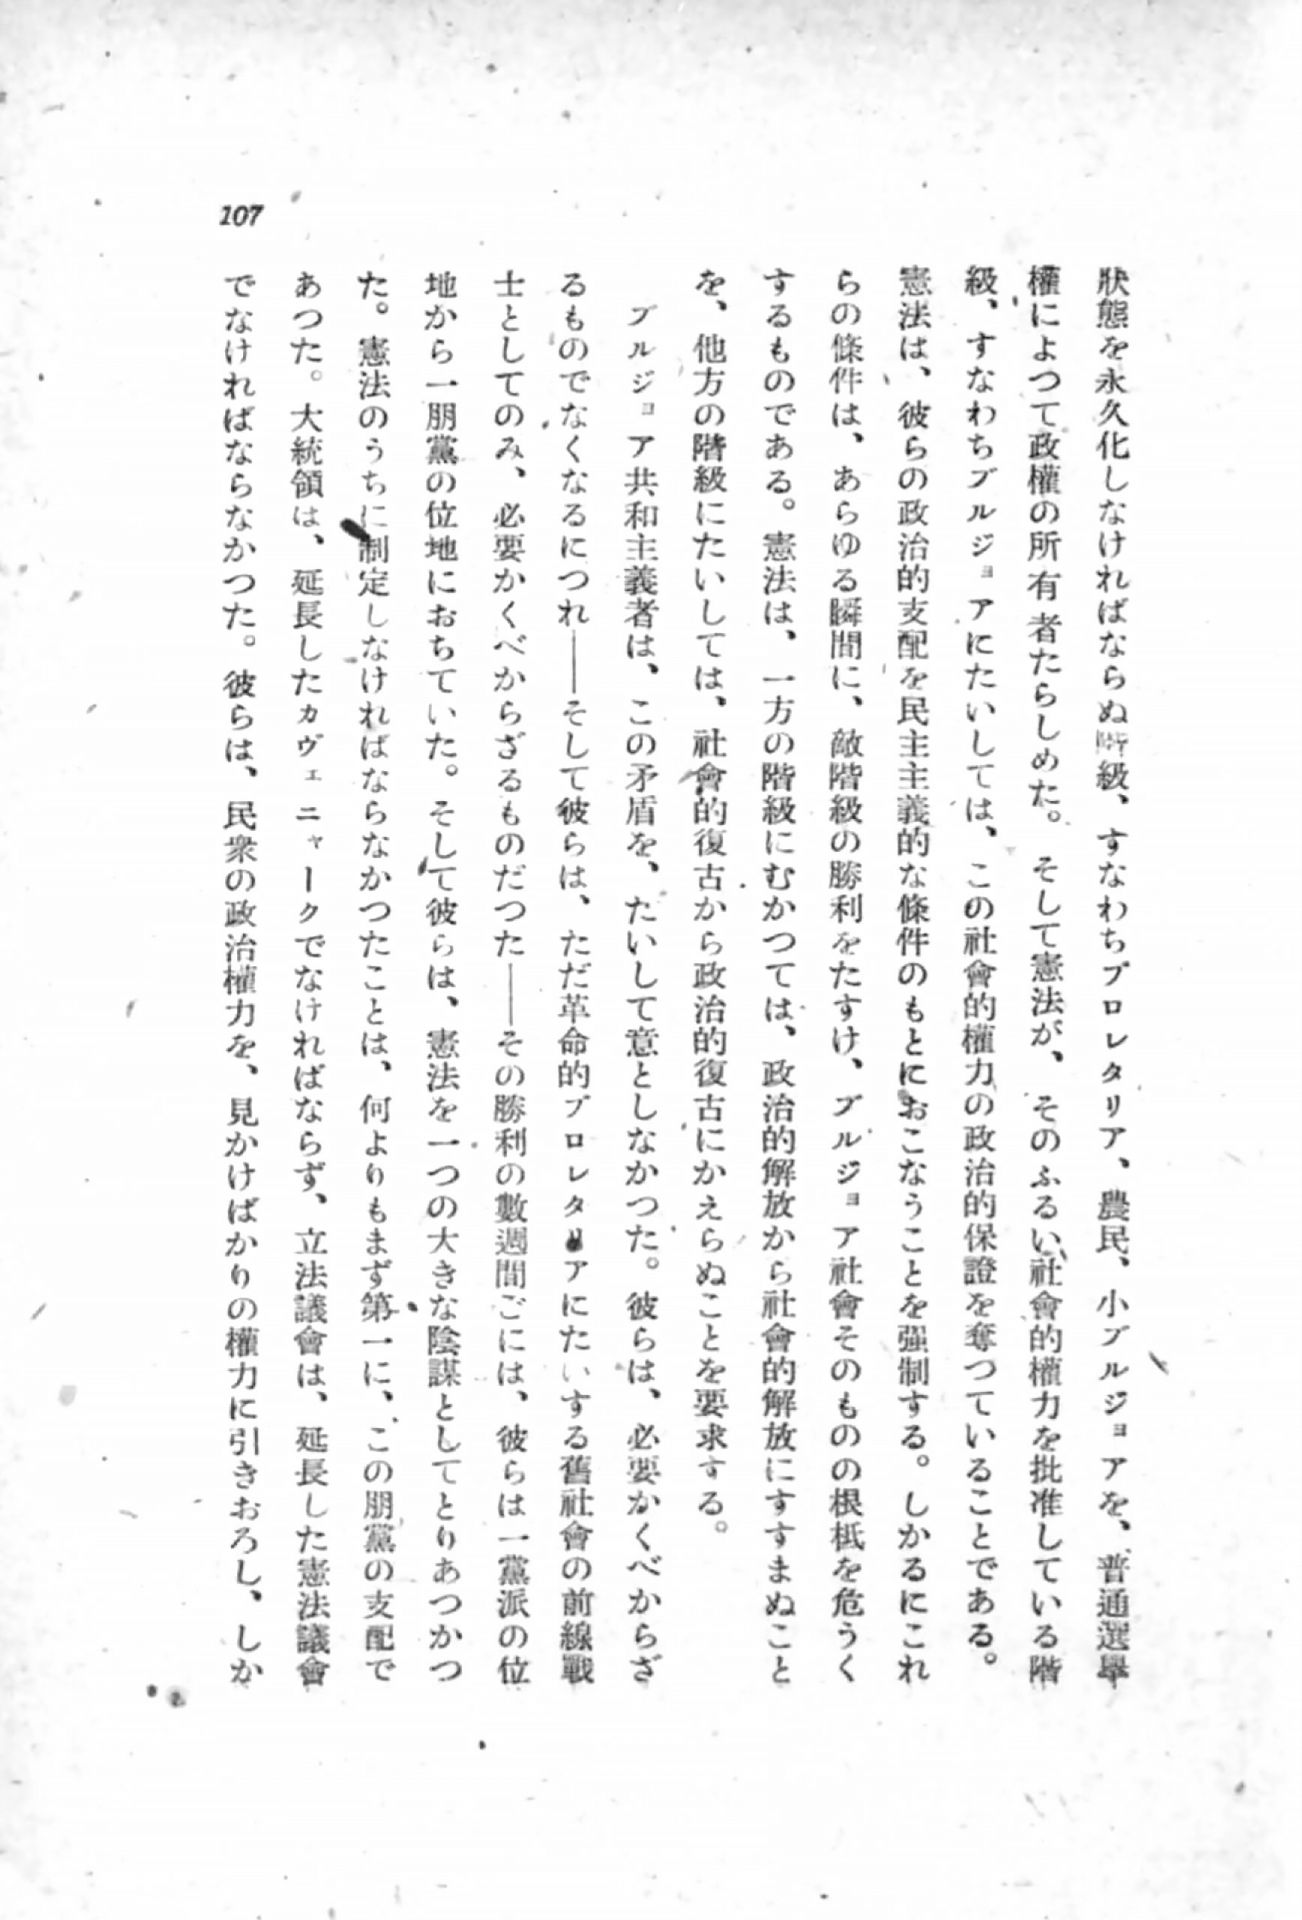 狀態を永久化しなければならぬ階級、すなわちプロレタリア、農民、小ブルジョアを、普通選擧
權によつて政權の所有者たらしめた。そして憲法が、そのふるい社會的權力を批准している階
級、すなわちブルジョアにたいしては、この社會的權力の政治的保證を奪つていることである。
憲法は、彼らの政治的支配を民主主義的な條件のもとにおこなうことを强制する。しかるにこれ
らの條件は、あらゆる瞬間に、敵階級の勝利をたすけ、ブルジョア社會そのものの根柢を危うく
するものである。憲法は、一方の階級にむかつては、政治的解放から社會的解放にすすまぬこと
を、他方の階級にたいしては、社會的復古から政治的復古にかえらぬことを要求する。
ブルジョア共和主義者は、この矛盾を、たいして意としなかつた。彼らは、必要かくべからざ
るものでなくなるにつれ――そして彼らは、ただ革命的プロレタリアにたいする舊社會の前線戰
士としてのみ、必要かくべからざるものだつた――その勝利の數週間ごには、彼らは一黨派の位
地から一朋黨の位地におちていた。そして彼らは、憲法を一つの大きな陰謀としてとりあつかつ
た。憲法のうちに制定しなければならなかつたことは、何よりもまず第一に、この朋黨の支配で
あつた。大統領は、延長したカヴェニャークでなければならず、立法議會は、延長した憲法議會
でなければならなかつた。彼らは、民衆の政治權力を、見かけばかりの權力に引きおろし、しか
107